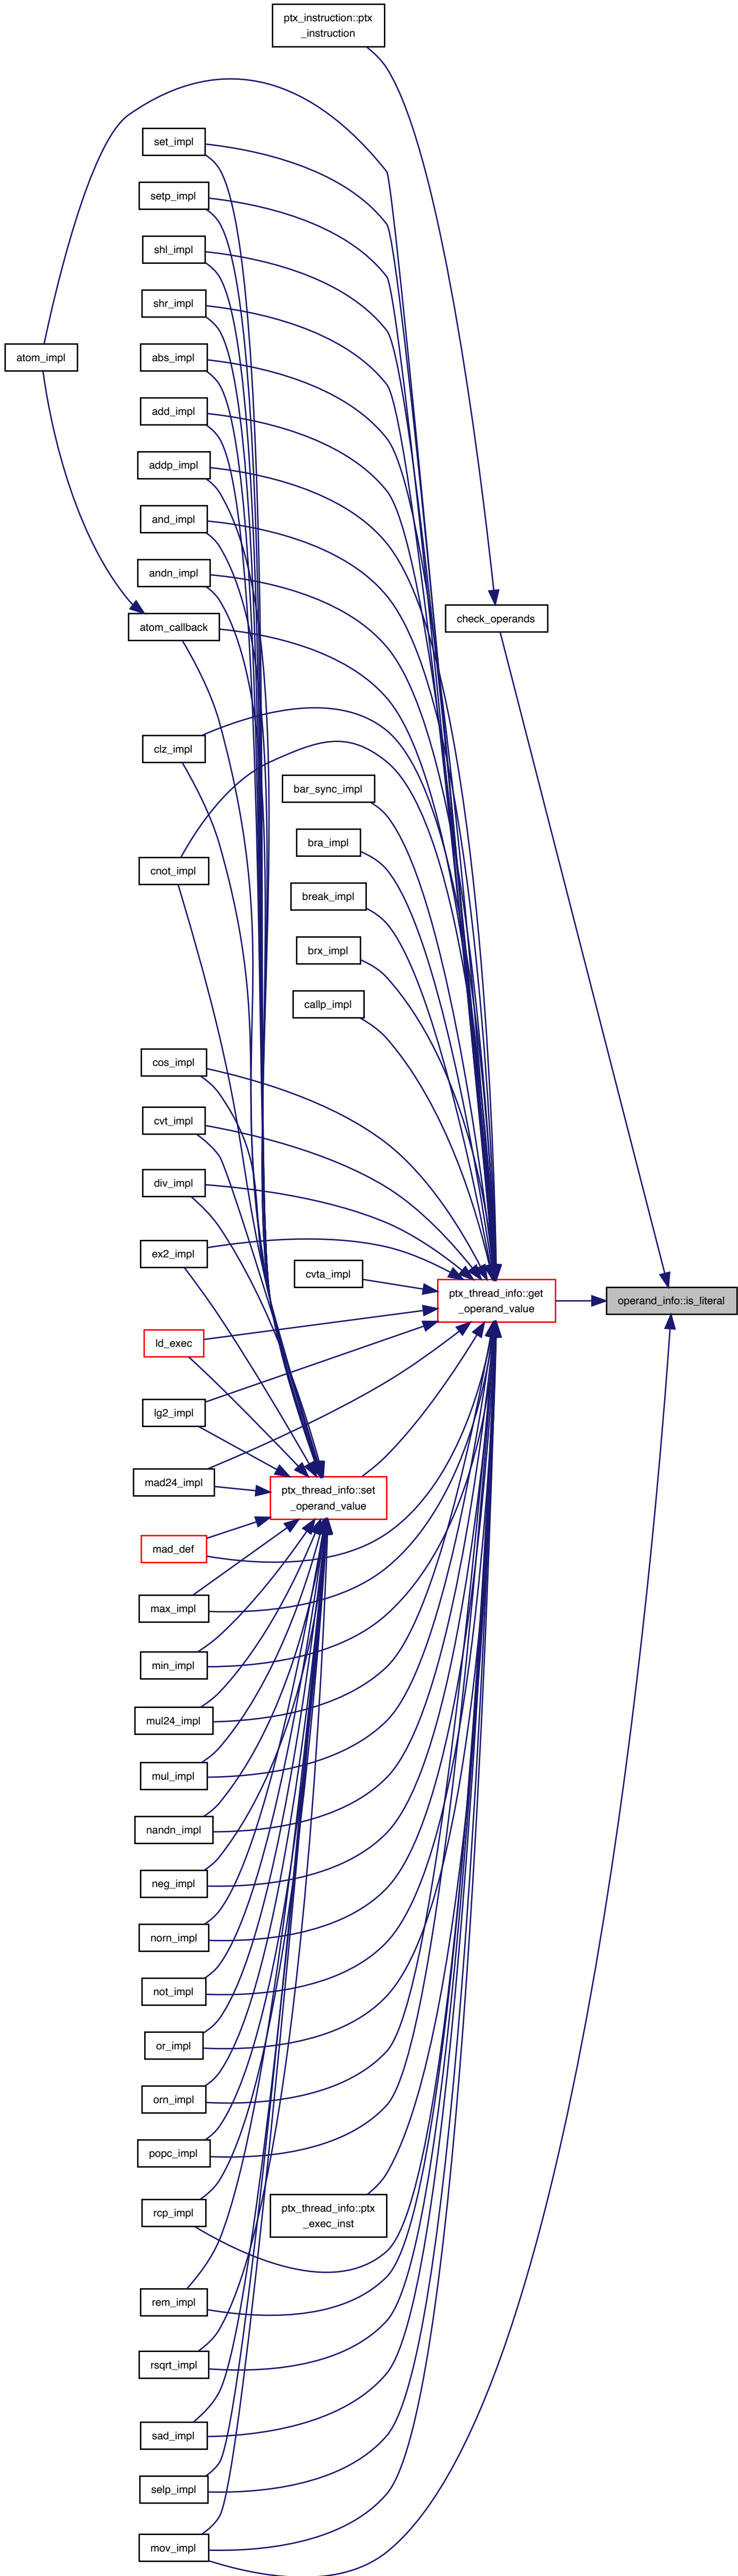 ptx_instruction::ptx
_instruction
set_impl
setp_impl
shl_impl
shr_impl
atom_impl
abs_impl
add_impl
addp_impl
and_impl
andn_impl
check_operands
atom_callback
clz_impl
bar_sync_impl
bra_impl
cnot_impl
break_impl
brx_impl
callp_impl
cos_impl
cvt_impl
div_impl
ex2_impl
cvta_impl
ptx_thread_info::get
_operand_value
operand_info::is_literal
ld_exec
lg2_impl
mad24_impl
ptx_thread_info::set
_operand_value
mad_def
max_impl
min_impl
mul24_impl
mul_impl
nandn_impl
neg_impl
norn_impl
not_impl
or_impl
orn_impl
popc_impl
rcp_impl
ptx_thread_info::ptx
_exec_inst
rem_impl
rsqrt_impl
sad_impl
selp_impl
mov_impl